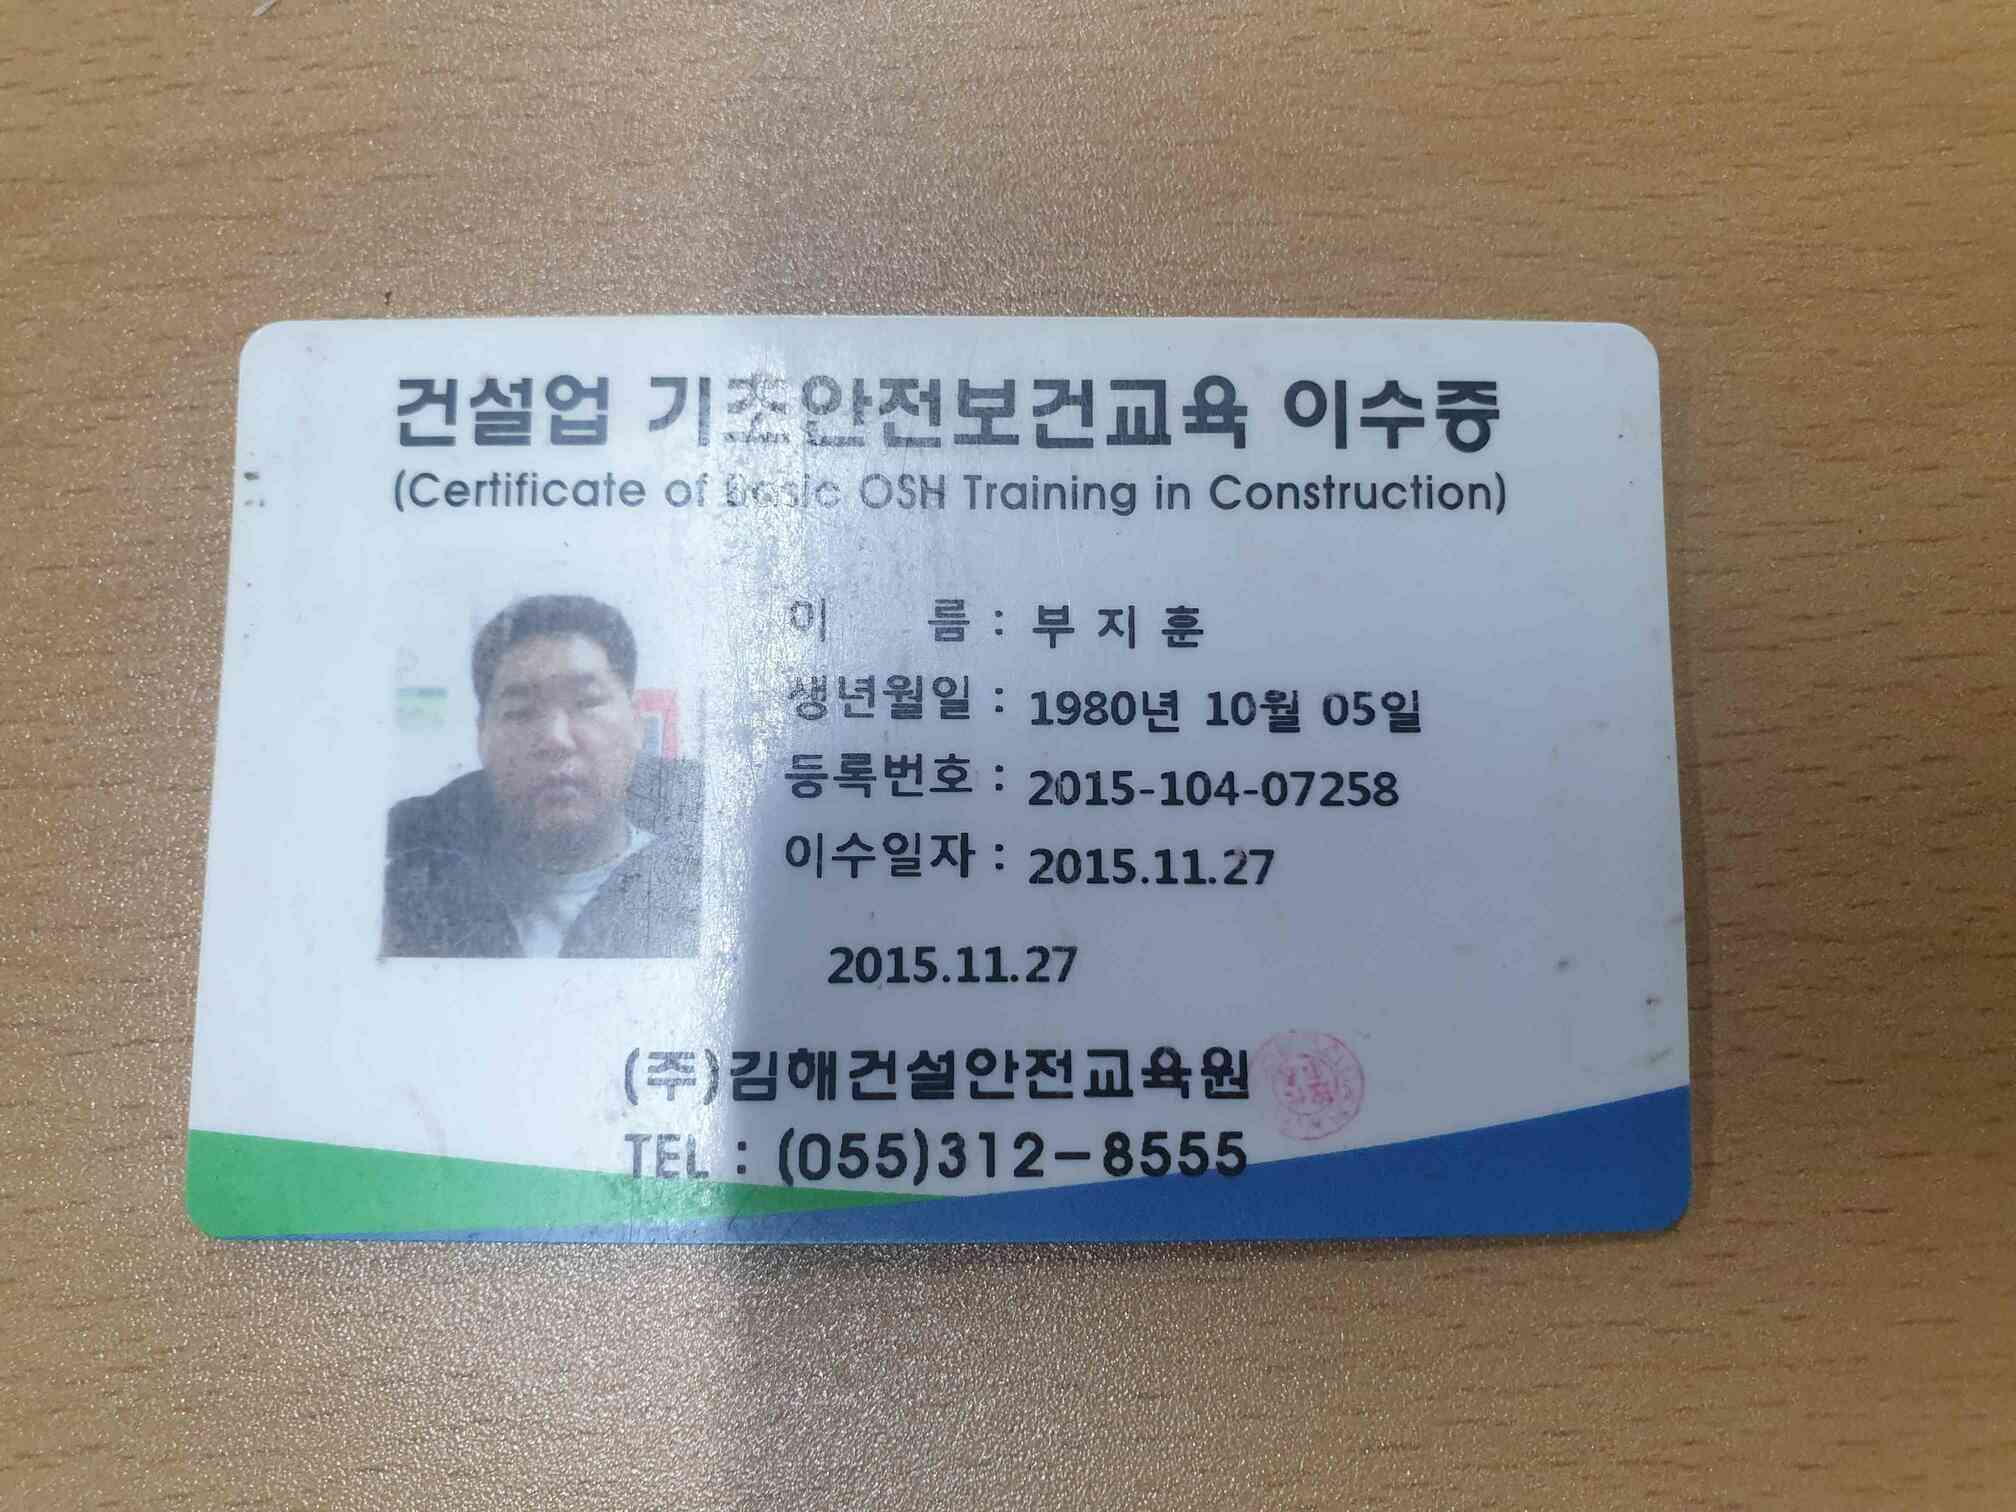 건설업 기초안전보건교육 이수증
(Certificate of Basic OSH Training in Construction)
이 름 : 부 지 훈
생년월일 : 1980년 10월 05일
등록번호 : 2015-104-07258
이수일자 : 2015.11.27
2015.11.27
(주)김해건설안전교육원
TEL : (055)312-8555